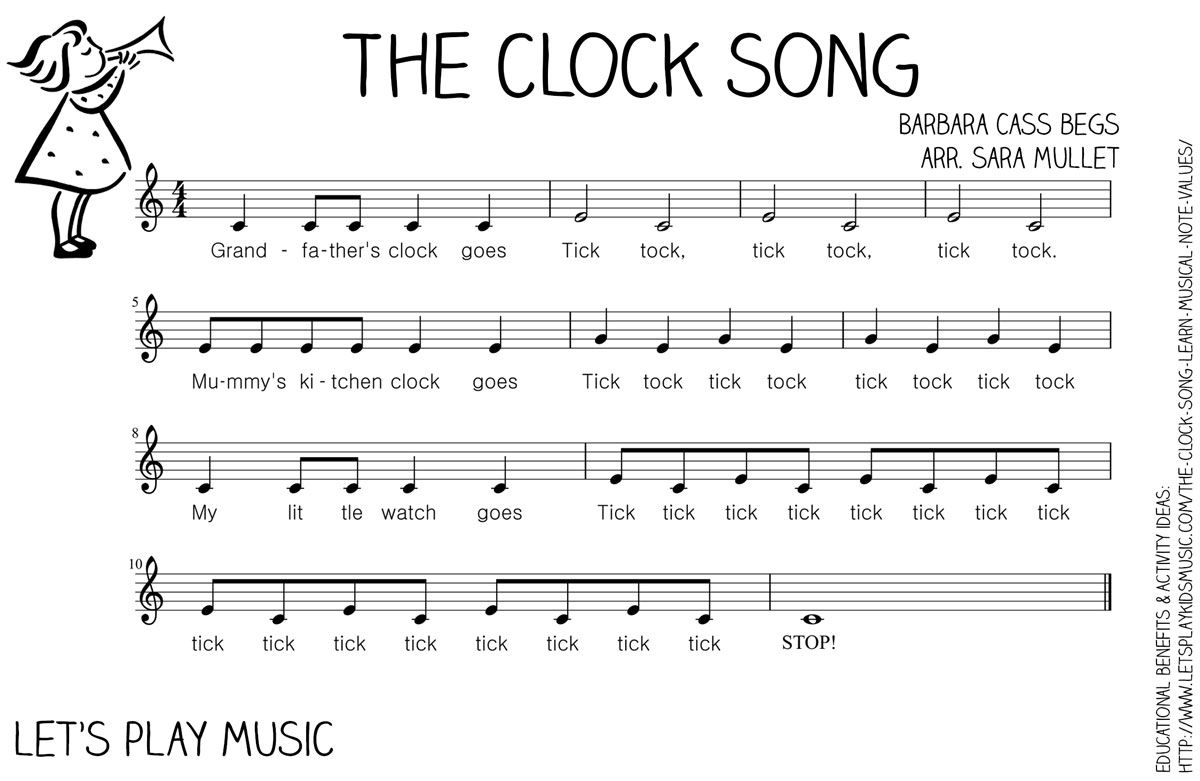 THE CLOCK SONG
BARBARA CASS BEGS
ARR. SARA MULLET
4
4
Grand - fa-ther's clock goes Tick tock, tick tock, tick tock.
5
Mu-mmy's ki-tchen clock goes Tick tock tick tock tick tock tick tock
8
My lit tle watch goes Tick tick tick tick tick tick tick tick
10
tick tick tick tick tick tick tick tick STOP!
LET'S PLAY MUSIC
EDUCATIONAL BENEFITS & ACTIVITY IDEAS:
HTTP://WWW.LETSPLAYKIDSMUSIC.COM/THE-CLOCK-SONG-LEARN-MUSICAL-NOTE-VALUES/